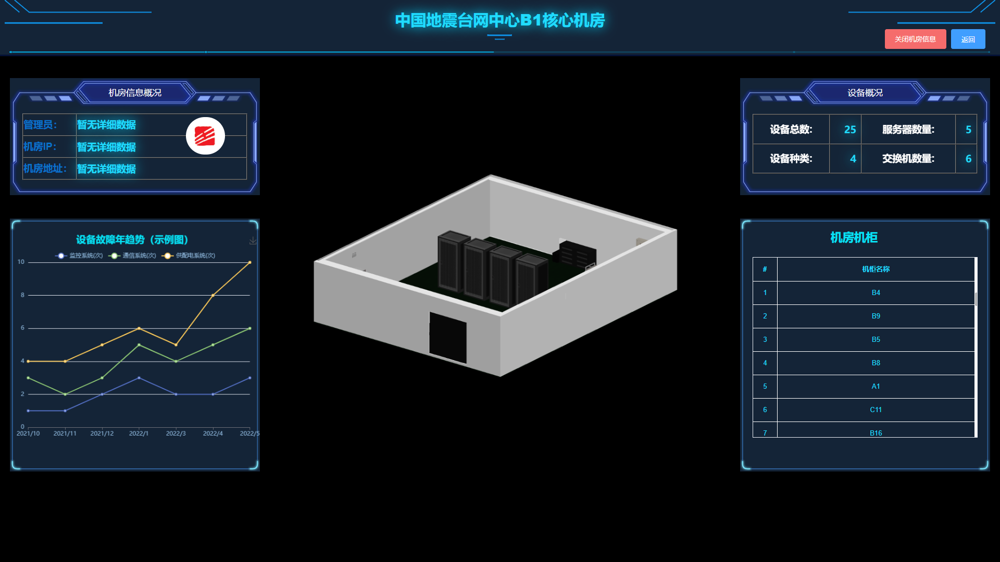 中国地震台网中心B1核心机房
关闭机房信息
返回
机房信息概况
管理员: 暂无详细数据
机房IP: 暂无详细数据
机房地址: 暂无详细数据
设备故障年趋势（示例图）
监控系统(次) 通信系统(次) 供配电系统(次)
10
8
6
4
2
0
2021/10 2021/11 2021/12 2022/1 2022/3 2022/4 2022/5
设备概况
设备总数: 25 服务器数量: 5
设备种类: 4 交换机数量: 6
机房机柜
# 机柜名称
1 B4
2 B9
3 B5
4 B8
5 A1
6 C11
7 B16